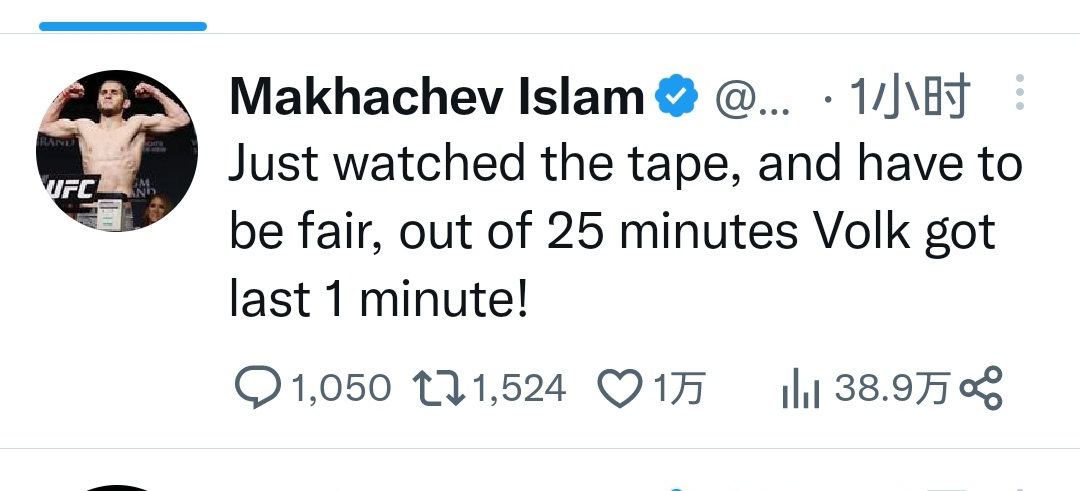 Makhachev Islam @... · 1小时
Just watched the tape, and have to
be fair, out of 25 minutes Volk got
last 1 minute!
1,050 1,524 1万 38.9万
UFC